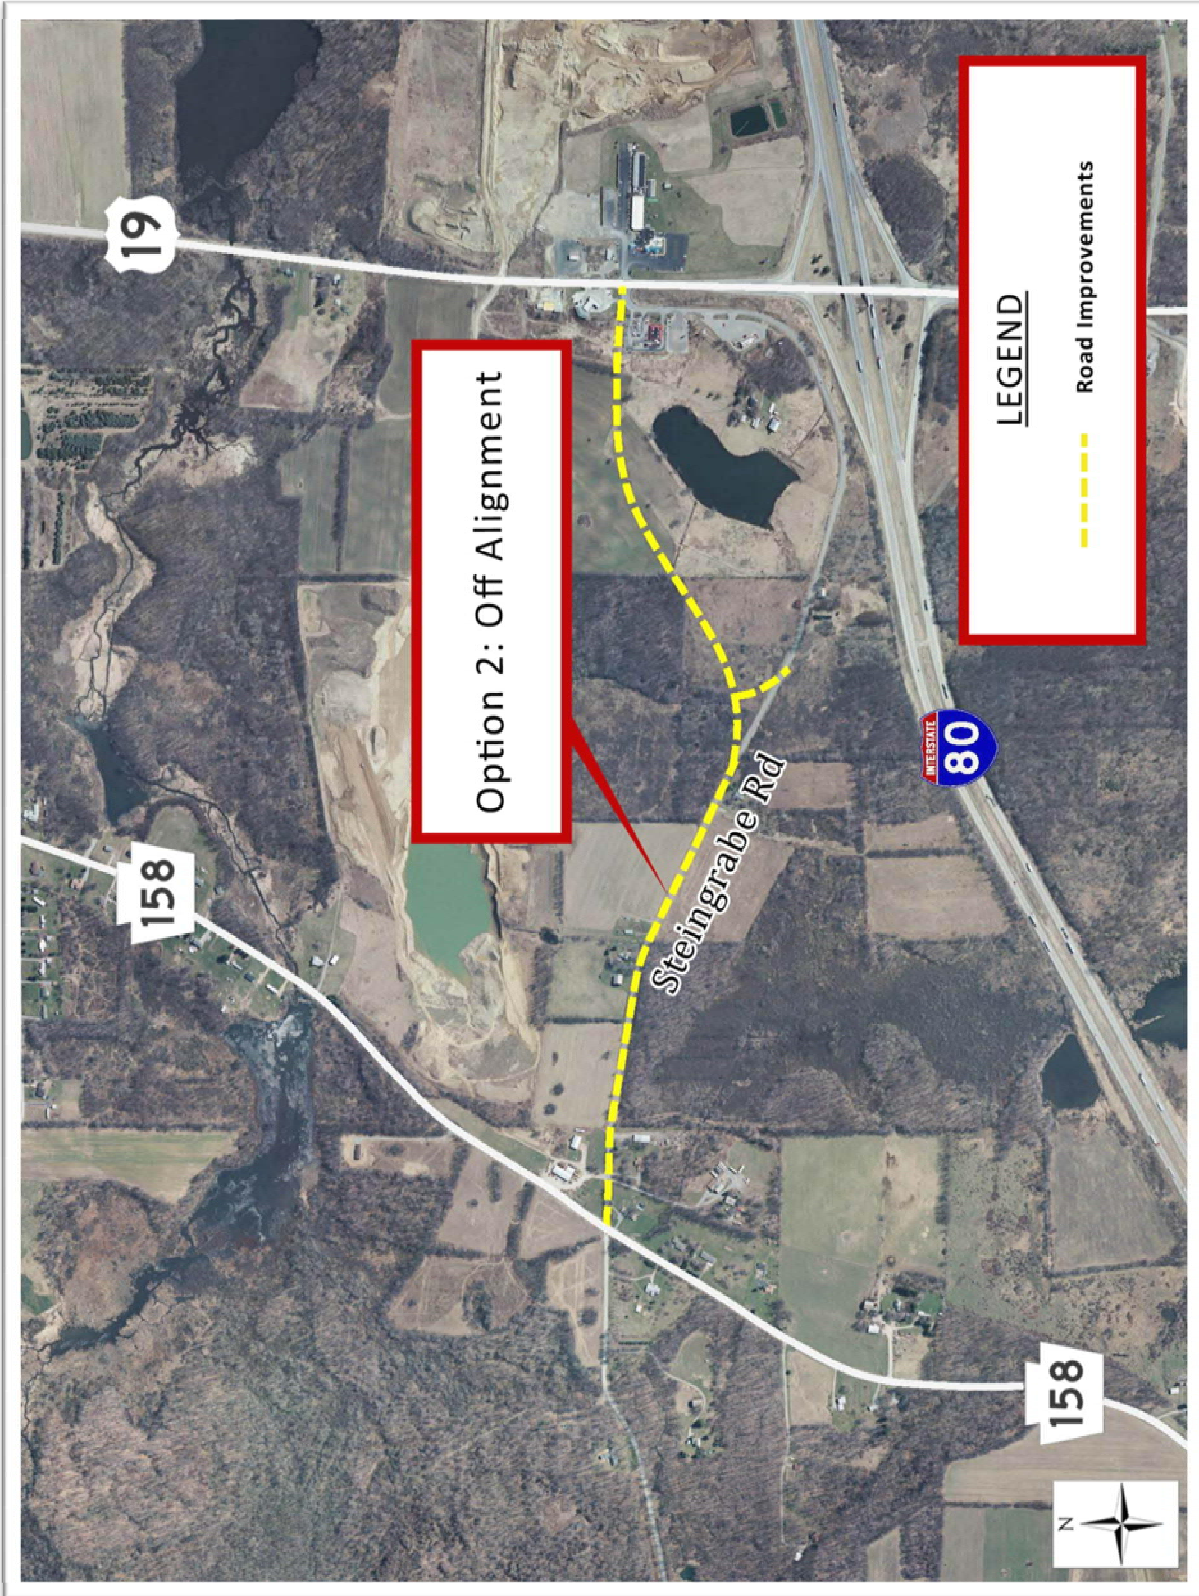 19
158
Option 2: Off Alignment
Steingrabe Rd
INTERSTATE
80
LEGEND
Road Improvements
158
N